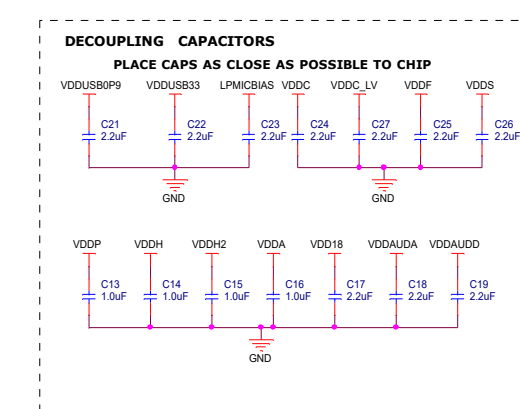 DECOUPLING CAPACITORS
PLACE CAPS AS CLOSE AS POSSIBLE TO CHIP
VDDUSB0P9 VDDUSB33 LPMICBIAS VDDC VDDC_LV VDDF VDDS
C21 C22 C23 C24 C27 C25 C26
2.2uF 2.2uF 2.2uF 2.2uF 2.2uF 2.2uF 2.2uF
GND GND
VDDP VDDH VDDH2 VDDA VDD18 VDDAUDA VDDAUDD
C13 C14 C15 C16 C17 C18 C19
1.0uF 1.0uF 1.0uF 1.0uF 2.2uF 2.2uF 2.2uF
GND